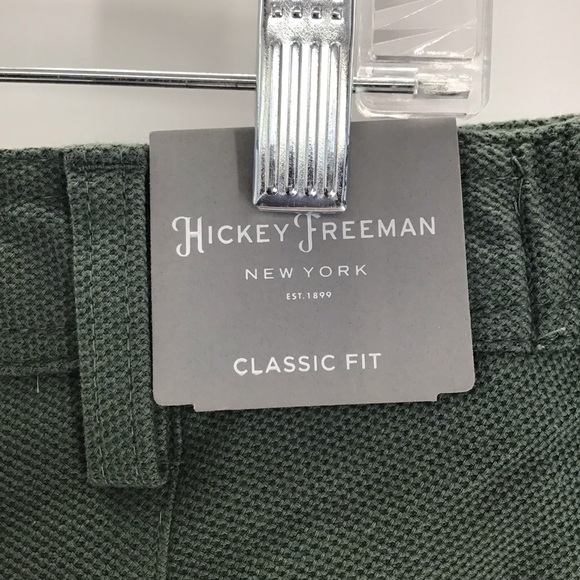 HICKEY FREEMAN
NEW YORK
EST. 1899
CLASSIC FIT